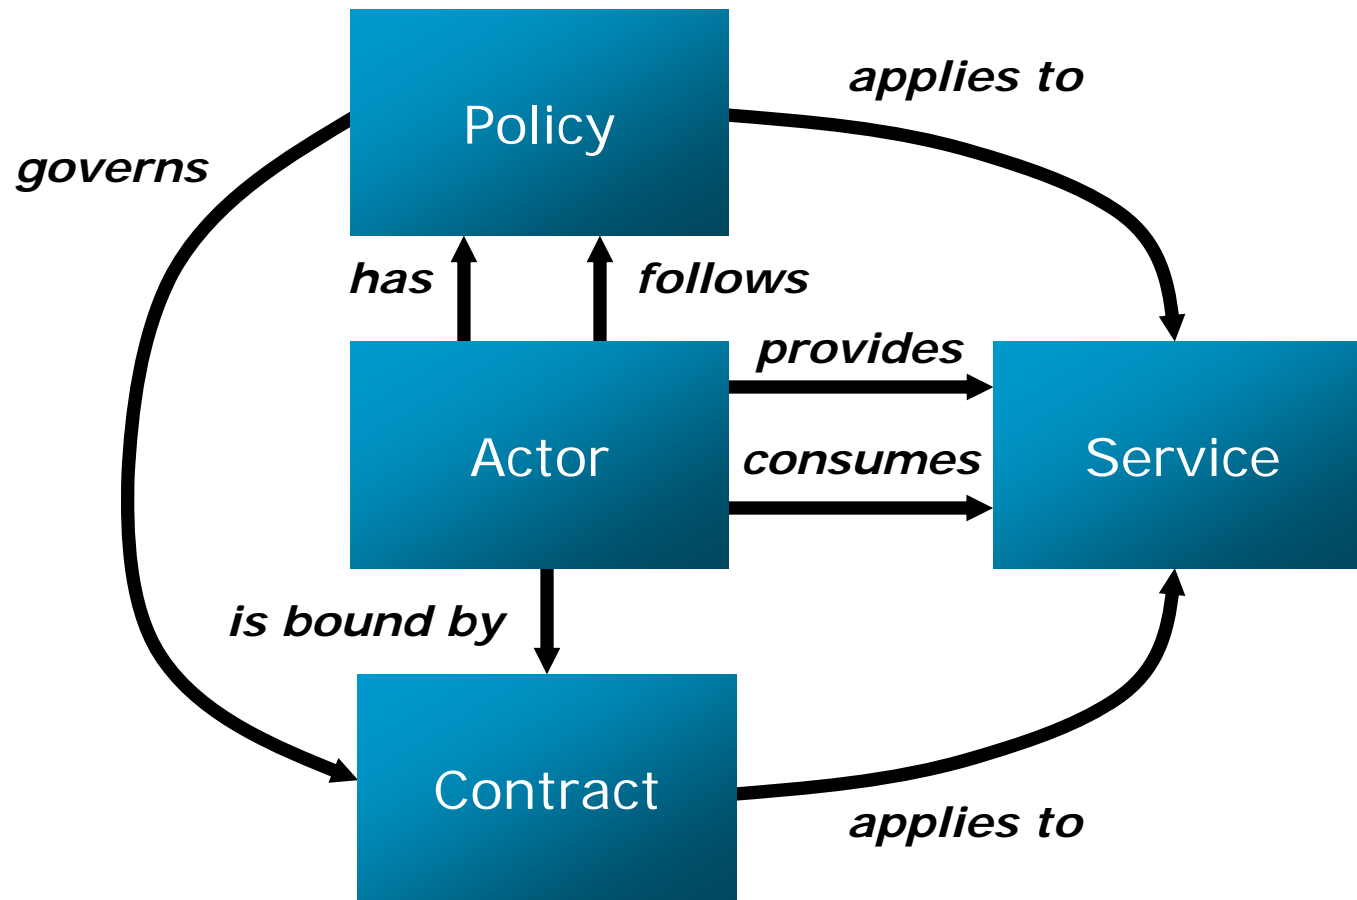 applies to
Policy
governs
has
follows
provides
Actor
consumes
Service
is bound by
Contract
applies to